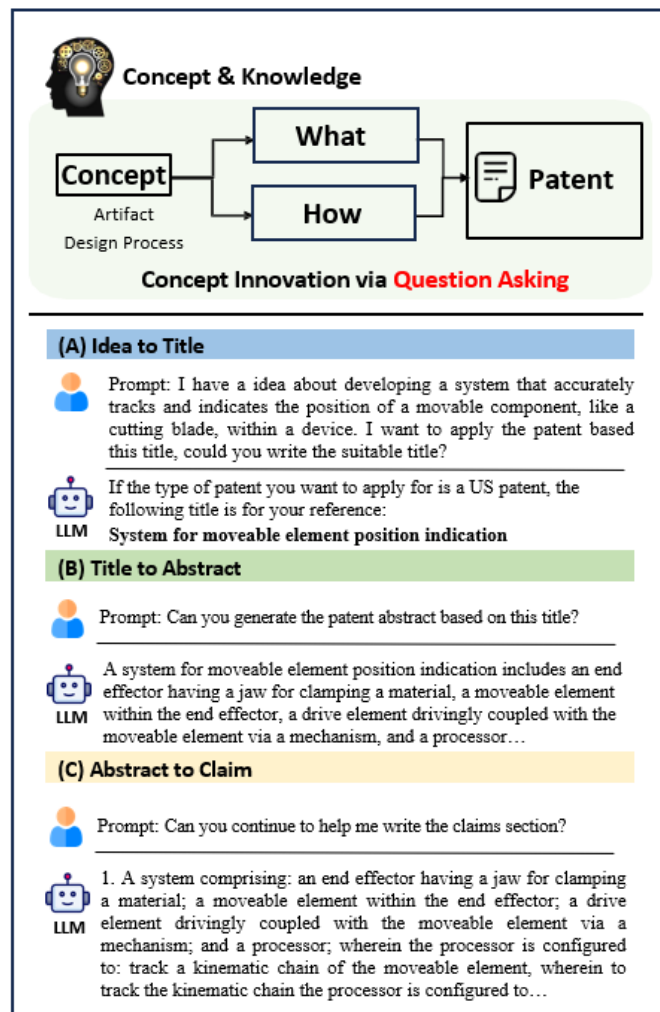 Concept & Knowledge
What
Concept
Patent
How
Artifact
Design Process
Concept Innovation via Question Asking
(A) Idea to Title
Prompt: I have a idea about developing a system that accurately
tracks and indicates the position of a movable component, like a
cutting blade, within a device. I want to apply the patent based
this title, could you write the suitable title?
If the type of patent you want to apply for is a US patent, the
following title is for your reference:
LLM
System for moveable element position indication
(B) Title to Abstract
Prompt: Can you generate the patent abstract based on this title?
A system for moveable element position indication includes an end
effector having a jaw for clamping a material, a moveable element
within the end effector, a drive element drivingly coupled with the
LLM
moveable element via a mechanism, and a processor…
(C) Abstract to Claim
Prompt: Can you continue to help me write the claims section?
1. A system comprising: an end effector having a jaw for clamping
a material; a moveable element within the end effector; a drive
element drivingly coupled with the moveable element via a
LLM
mechanism; and a processor; wherein the processor is configured
to: track a kinematic chain of the moveable element, wherein to
track the kinematic chain the processor is configured to…